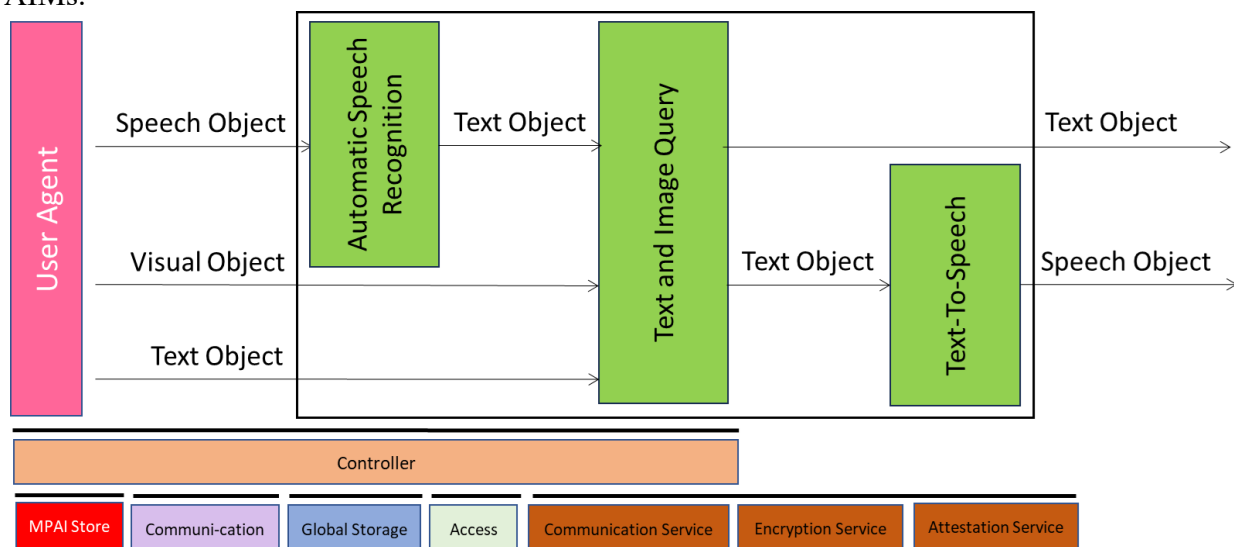 AIMs.
User Agent
Speech Object
Automatic Speech
Recognition
Text Object
Text and Image Query
Text Object
Visual Object
Text Object
Text-To-Speech
Speech Object
Text Object
Controller
MPAI Store
Communi-cation
Global Storage
Access
Communication Service
Encryption Service
Attestation Service